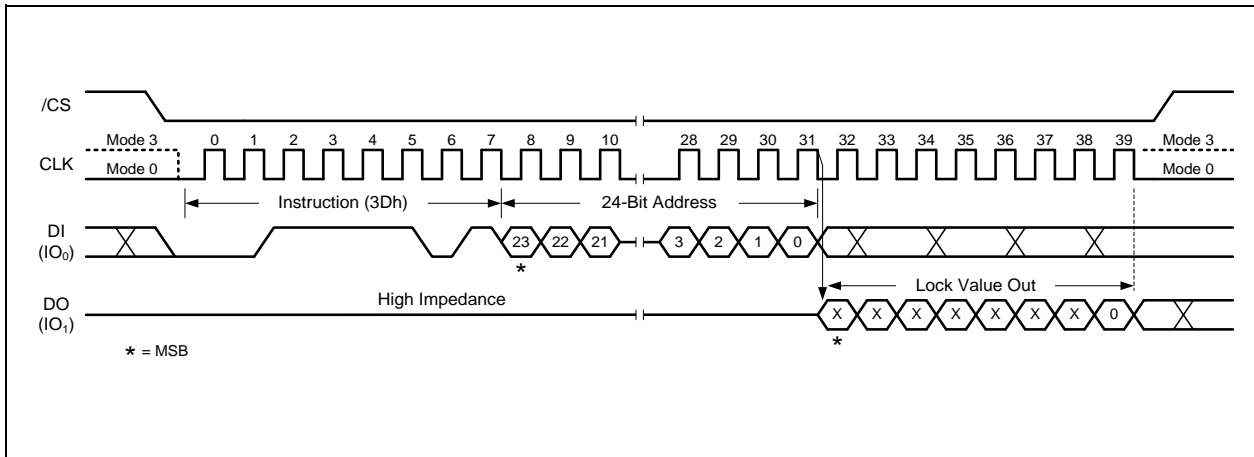 /CS
Mode 3 0 1 2 3 4 5 6 7 8 9 10 28 29 30 31 32 33 34 35 36 37 38 39 Mode 3
CLK
Mode 0 Mode 0
Instruction (3Dh) 24-Bit Address
DI
(IO₀)
23 22 21 3 2 1 0
*
Lock Value Out
High Impedance
DO
(IO₁)
X X X X X X X 0
*
* = MSB